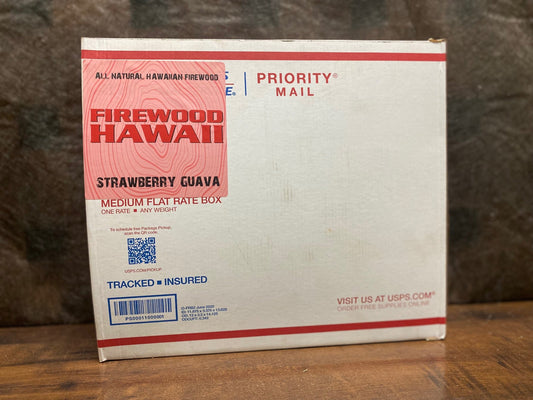 ALL NATURAL HAWAIIAN FIREWOOD
FIREWOOD
HAWAII
STRAWBERRY GUAVA
PRIORITY®
MAIL
MEDIUM FLAT RATE BOX
ONE RATE ■ ANY WEIGHT
To schedule free Package Pickup,
scan the QR code.
USPS.COM/PICKUP
TRACKED ■ INSURED
PS00011000001
VISIT US AT USPS.COM®
ORDER FREE SUPPLIES ONLINE